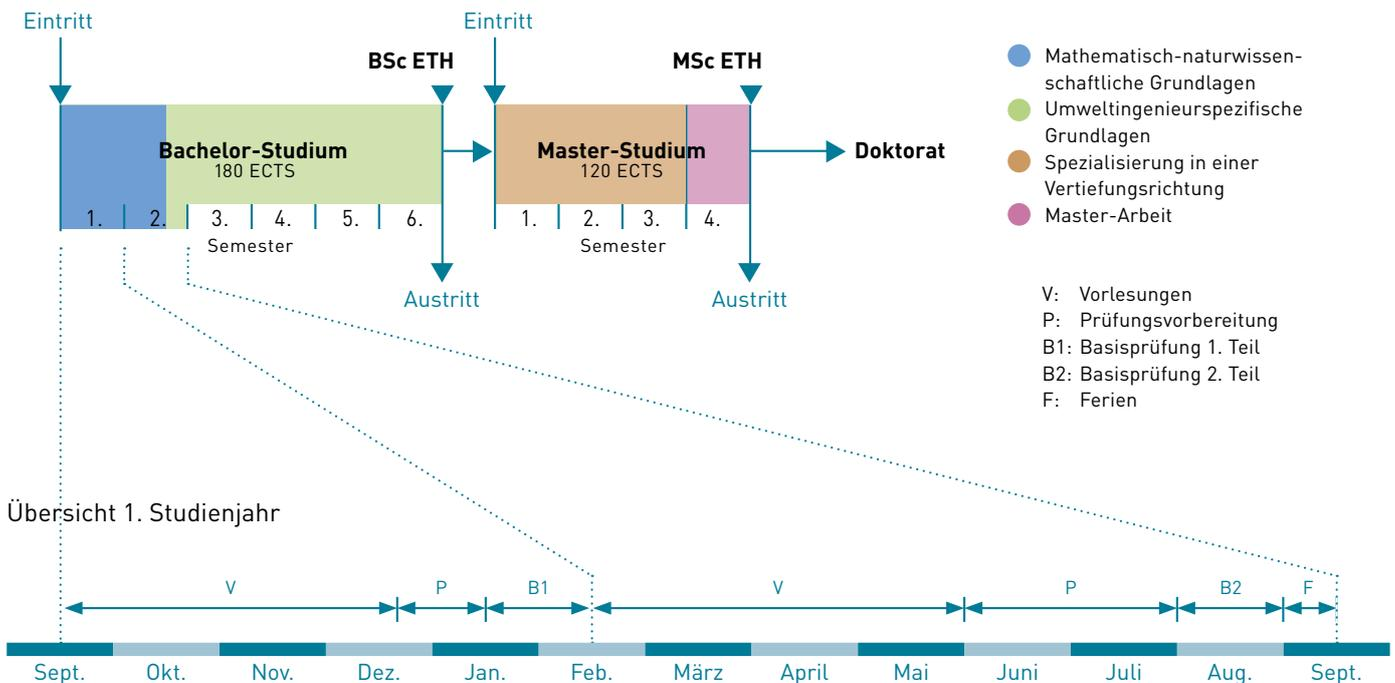 Eintritt
Eintritt
BSc ETH
MSc ETH
Bachelor-Studium
180 ECTS
Master-Studium
120 ECTS
Doktorat
1. 2. 3. 4. 5. 6.
1. 2. 3. 4.
Semester
Semester
Austritt
Austritt
Mathematisch-naturwissen-
schaftliche Grundlagen
Umweltingenieurspezifische
Grundlagen
Spezialisierung in einer
Vertiefungsrichtung
Master-Arbeit
V: Vorlesungen
P: Prüfungsvorbereitung
B1: Basisprüfung 1. Teil
B2: Basisprüfung 2. Teil
F: Ferien
Übersicht 1. Studienjahr
V P B1 V P B2 F
Sept. Okt. Nov. Dez. Jan. Feb. März April Mai Juni Juli Aug. Sept.